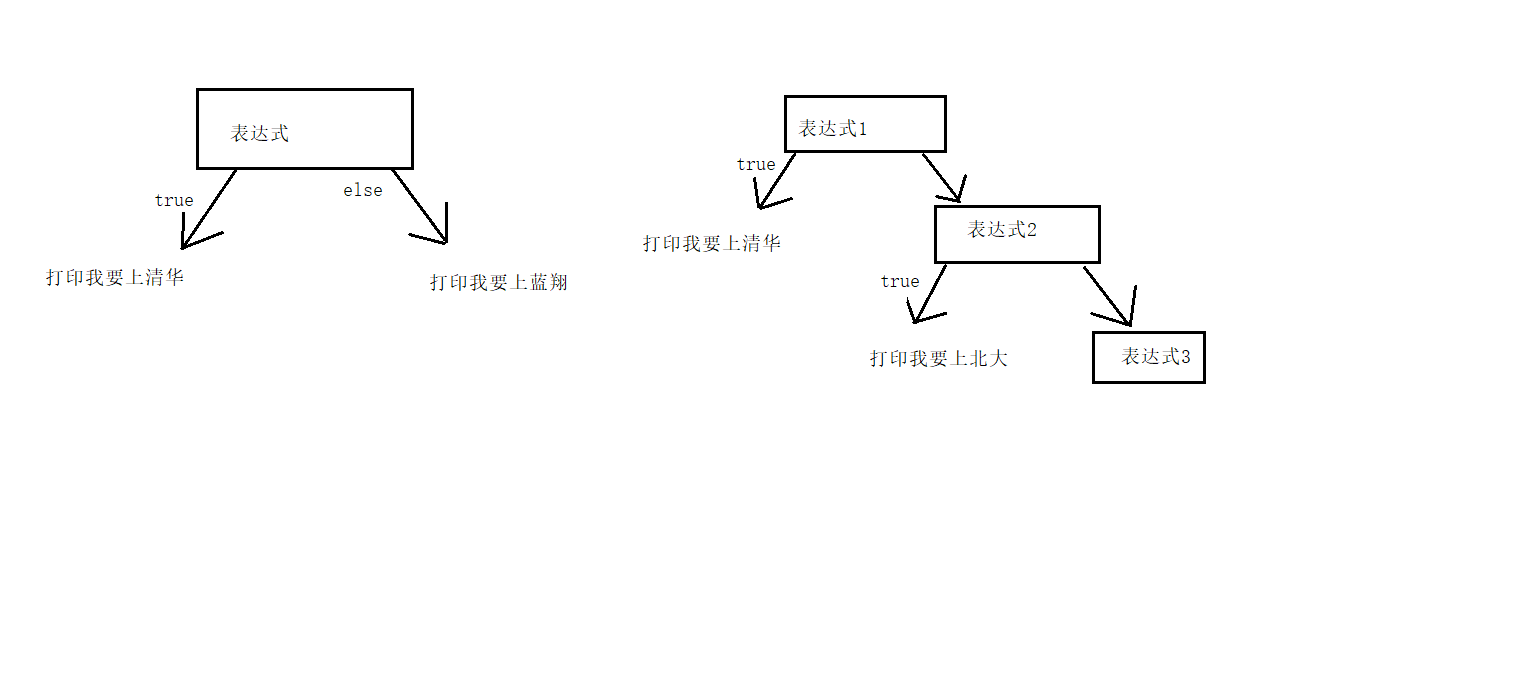 表达式
true
else
打印我要上清华
打印我要上蓝翔
表达式1
true
打印我要上清华
表达式2
true
打印我要上北大
表达式3